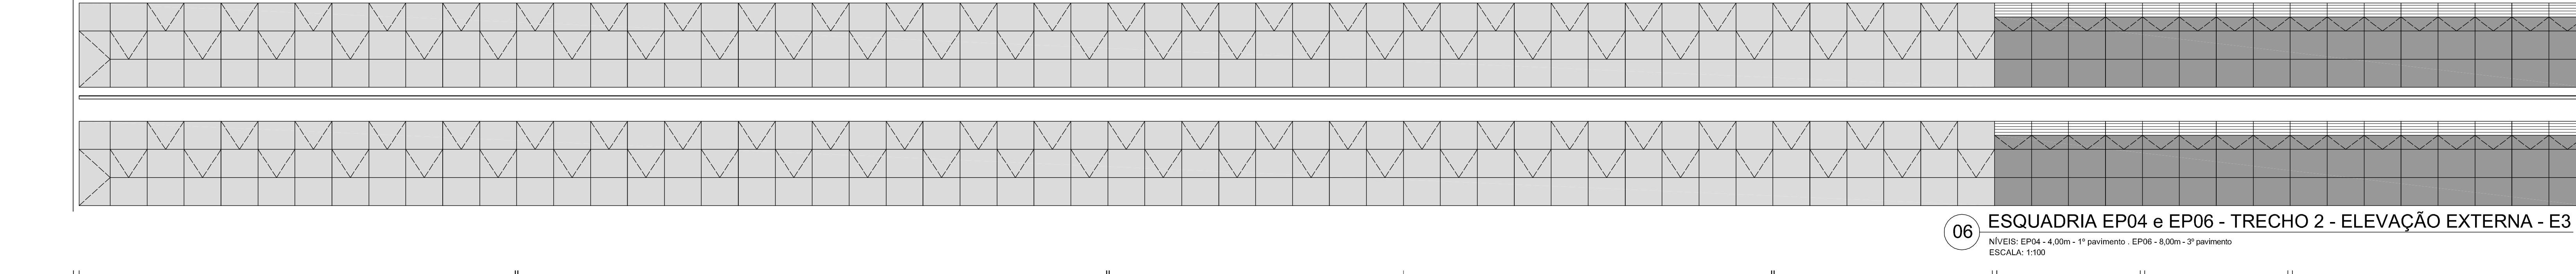 06
ESQUADRIA EP04 e EP06 - TRECHO 2 - ELEVAÇÃO EXTERNA - E3
NÍVEIS: EP04 - 4,00m - 1º pavimento . EP06 - 8,00m - 3º pavimento
ESCALA: 1:100